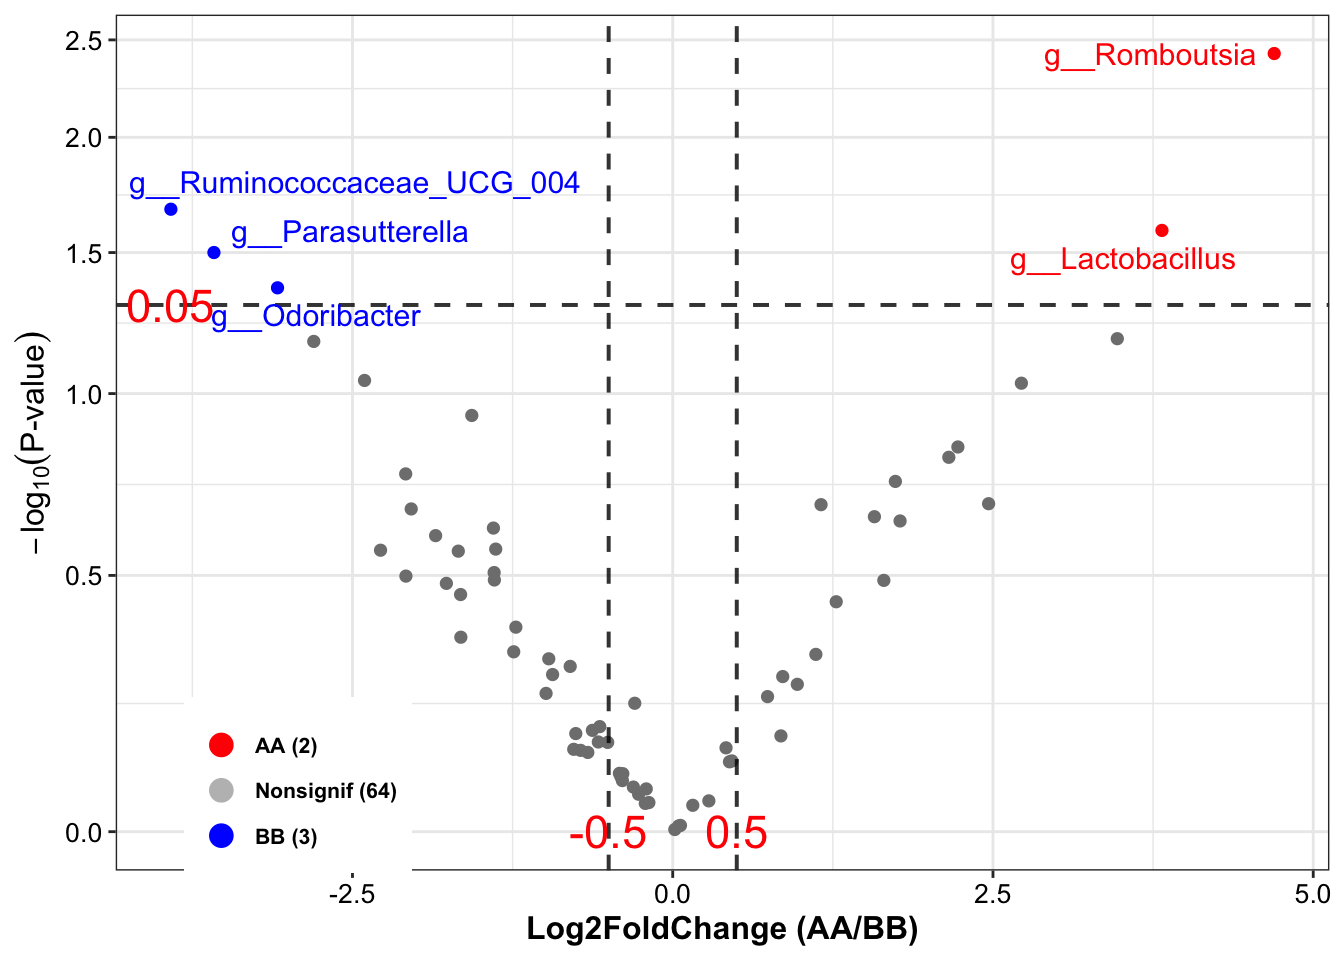 2.5
g__Romboutsia
2.0
g__Ruminococcaceae_UCG_004
g__Parasutterella
1.5
g__Lactobacillus
0.05
g__Odoribacter
−log10(P-value)
1.0
0.5
AA (2)
Nonsignif (64)
BB (3)
0.0
-0.5
0.5
-2.5
0.0
2.5
5.0
Log2FoldChange (AA/BB)